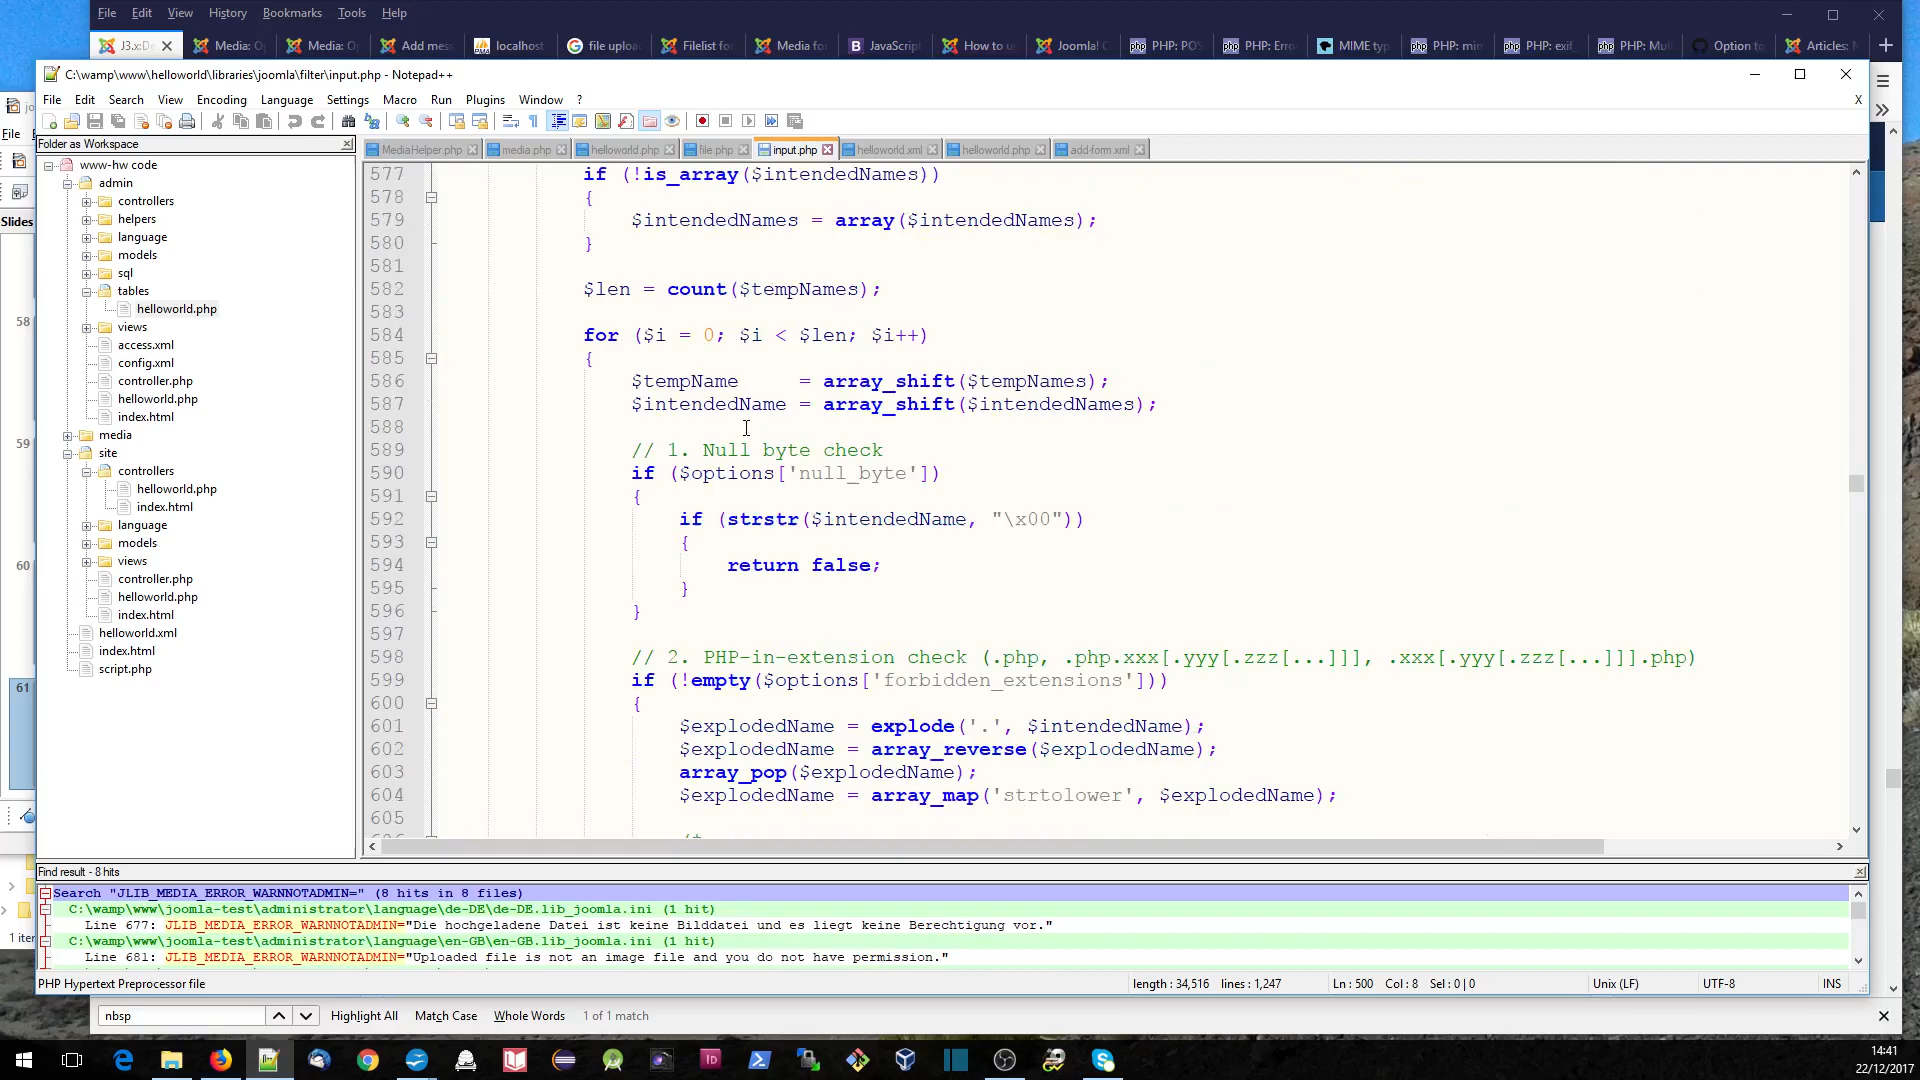 File Edit View History Bookmarks Tools Help
J3.x:De Media: O Media: O Add mes localhost file uploa Filelist for Media for JavaScript How to u Joomla! C PHP: POS PHP: Erro MIME typ PHP: min PHP: exif PHP: Mul Option to Articles:
C:\wamp\www\helloworld\libraries\joomla\filter\input.php - Notepad++
File Edit Search View Encoding Language Settings Macro Run Plugins Window ? X
Folder as Workspace
MediaHelper.php media.php helloworld.php file.php input.php helloworld.xml helloworld.php add-form.xml
www-hw code
admin
controllers
helpers
language
models
sql
tables
helloworld.php
views
access.xml
config.xml
controller.php
helloworld.php
index.html
media
site
controllers
helloworld.php
index.html
language
models
views
controller.php
helloworld.php
index.html
helloworld.xml
index.html
script.php
File
Slides
58
59
60
61
1 iter
577 if (!is_array($intendedNames))
578 {
579 $intendedNames = array($intendedNames);
580 }
581
582 $len = count($tempNames);
583
584 for ($i = 0; $i < $len; $i++)
585 {
586 $tempName     = array_shift($tempNames);
587 $intendedName = array_shift($intendedNames);
588
589 // 1. Null byte check
590 if ($options['null_byte'])
591 {
592 if (strstr($intendedName, "\x00"))
593 {
594 return false;
595 }
596 }
597
598 // 2. PHP-in-extension check (.php, .php.xxx[.yyy[.zzz[...]]], .xxx[.yyy[.zzz[...]]].php)
599 if (!empty($options['forbidden_extensions']))
600 {
601 $explodedName = explode('.', $intendedName);
602 $explodedName = array_reverse($explodedName);
603 array_pop($explodedName);
604 $explodedName = array_map('strtolower', $explodedName);
605
Find result - 8 hits
Search "JLIB_MEDIA_ERROR_WARNNOTADMIN=" (8 hits in 8 files)
C:\wamp\www\joomla-test\administrator\language\de-DE\de-DE.lib_joomla.ini (1 hit)
Line 677: JLIB_MEDIA_ERROR_WARNNOTADMIN="Die hochgeladene Datei ist keine Bilddatei und es liegt keine Berechtigung vor."
C:\wamp\www\joomla-test\administrator\language\en-GB\en-GB.lib_joomla.ini (1 hit)
Line 681: JLIB_MEDIA_ERROR_WARNNOTADMIN="Uploaded file is not an image file and you do not have permission."
PHP Hypertext Preprocessor file length : 34,516 lines : 1,247 Ln : 500 Col : 8 Sel : 0 | 0 Unix (LF) UTF-8 INS
nbsp Highlight All Match Case Whole Words 1 of 1 match
14:41
22/12/2017